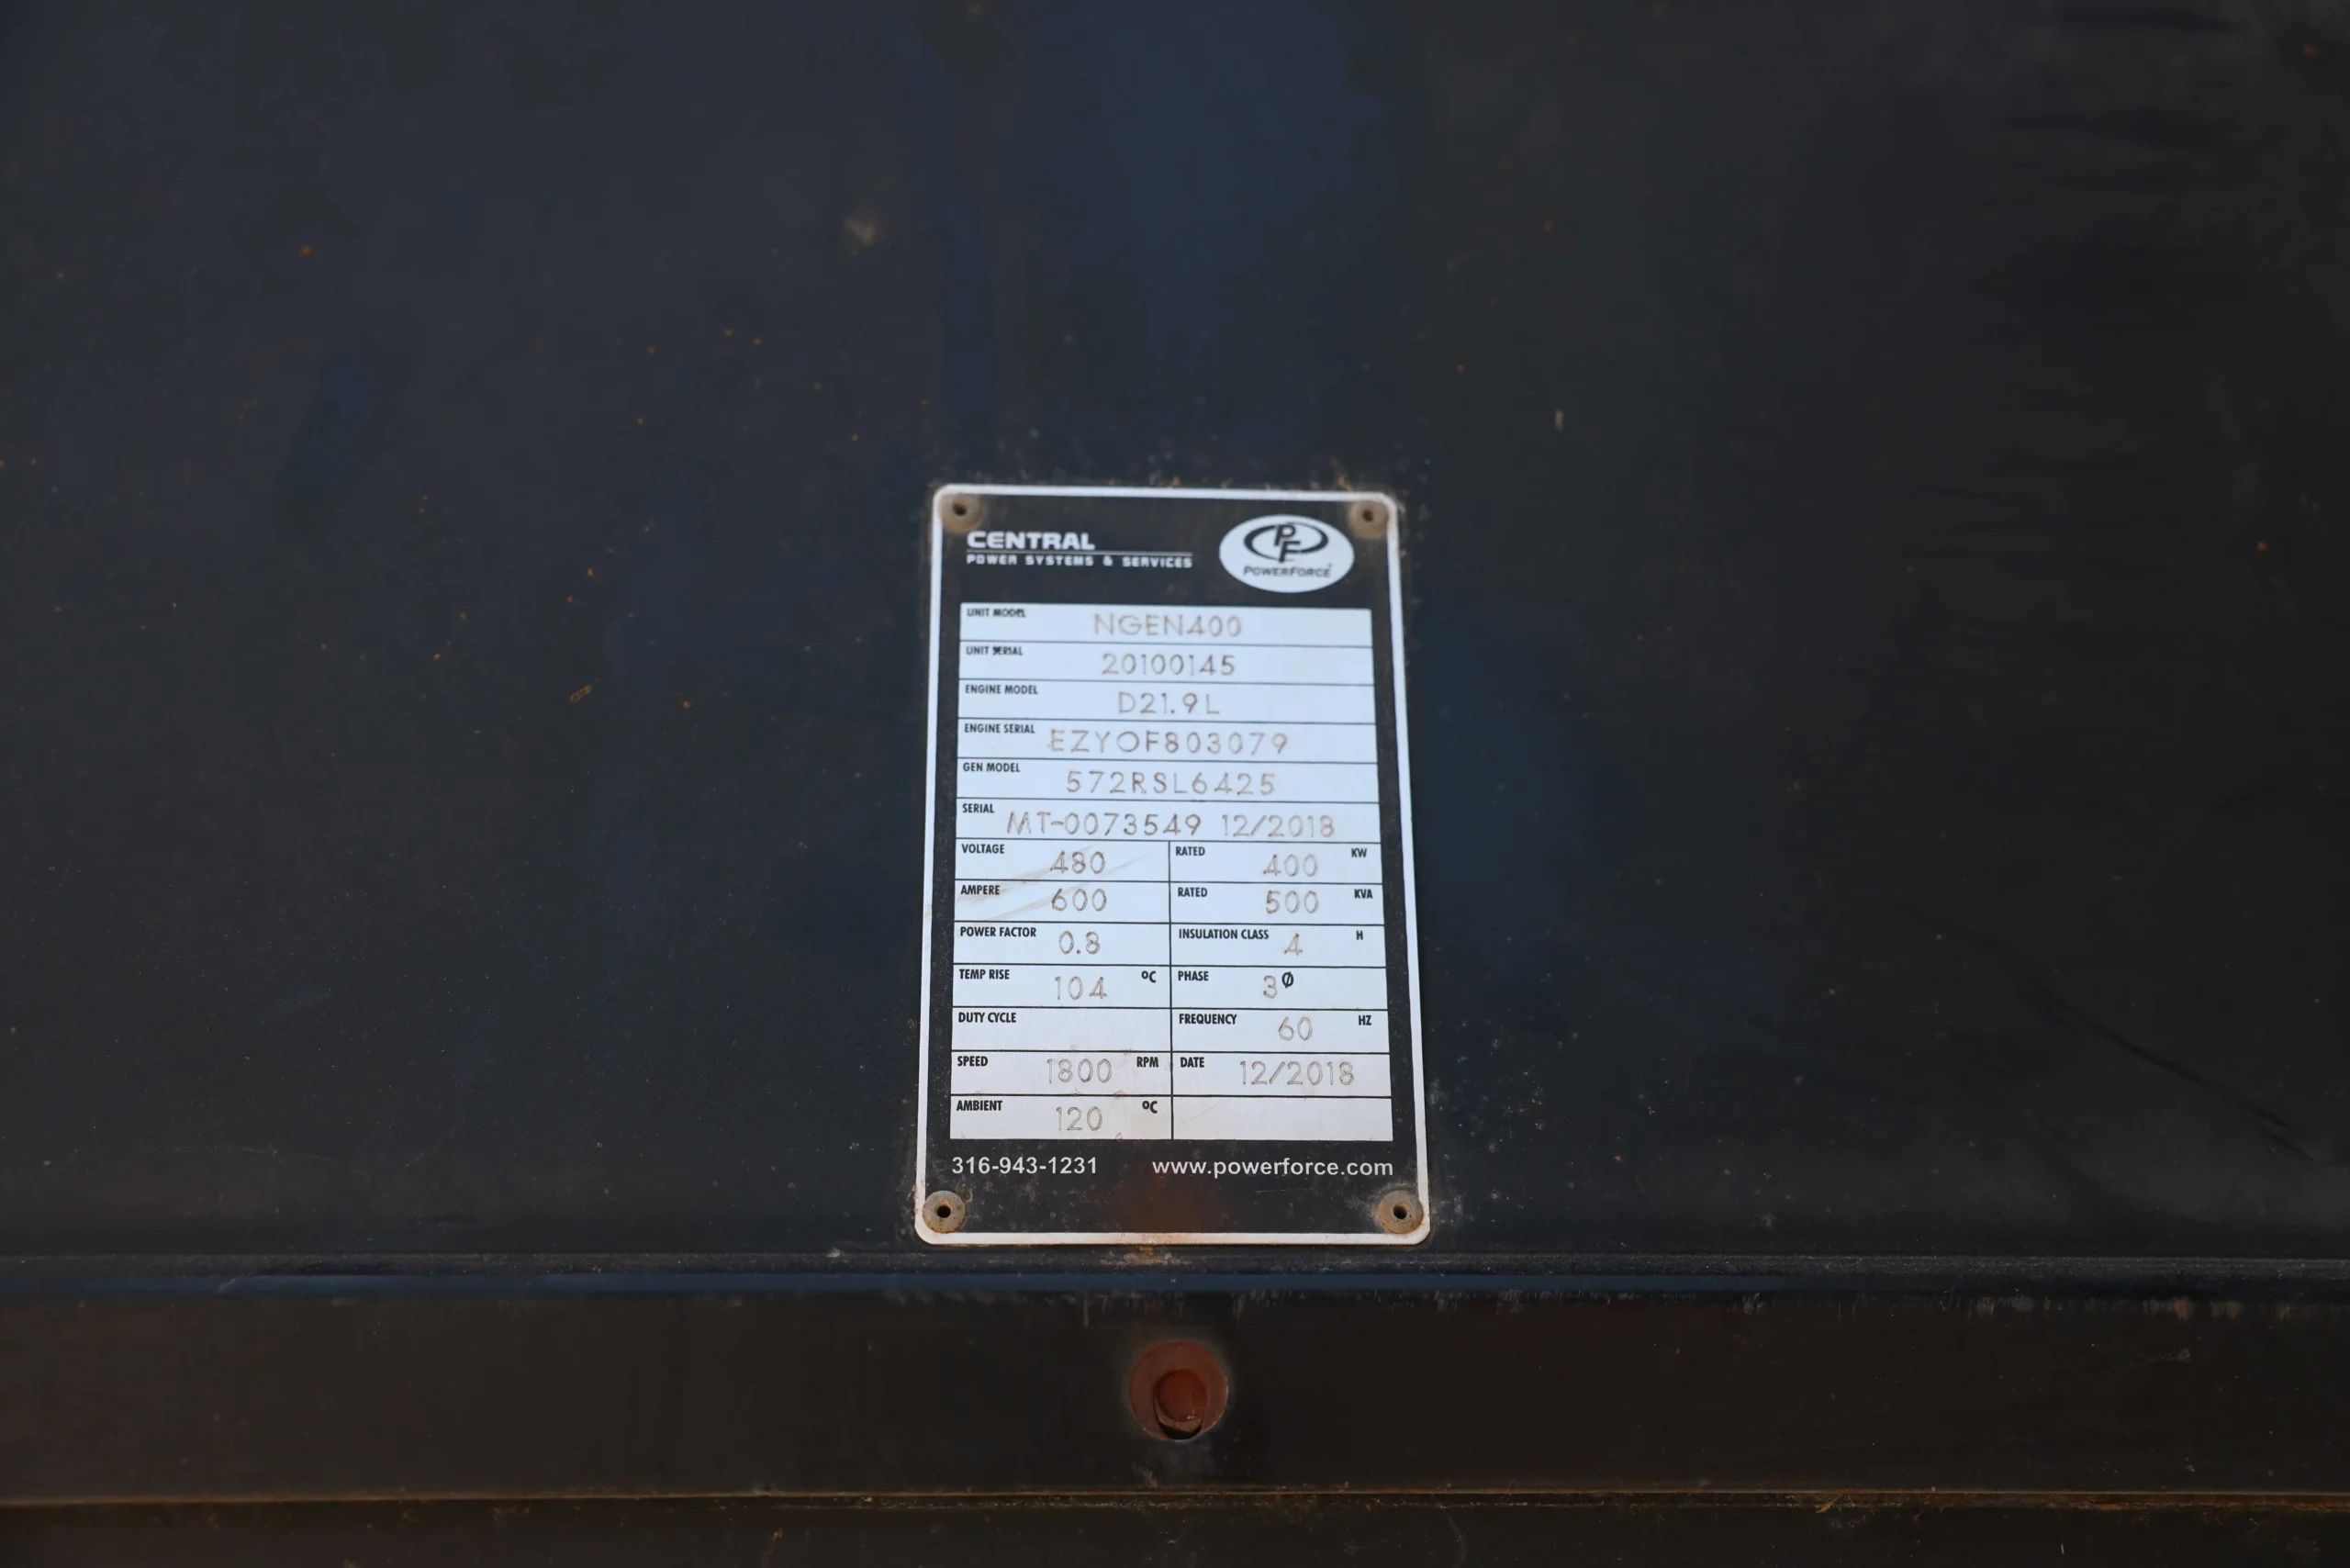 CENTRAL
POWER SYSTEMS & SERVICES
PF
POWERFORCE
UNIT MODEL NGEN400
UNIT SERIAL 20100145
ENGINE MODEL D21.9L
ENGINE SERIAL EZYOF803079
GEN MODEL 572RSL6425
SERIAL MT-0073549 12/2018
VOLTAGE 480 RATED 400 KW
AMPERE 600 RATED 500 KVA
POWER FACTOR 0.8 INSULATION CLASS 4 H
TEMP RISE 104 °C PHASE 3 Ø
DUTY CYCLE FREQUENCY 60 HZ
SPEED 1800 RPM DATE 12/2018
AMBIENT 120 °C
316-943-1231 www.powerforce.com